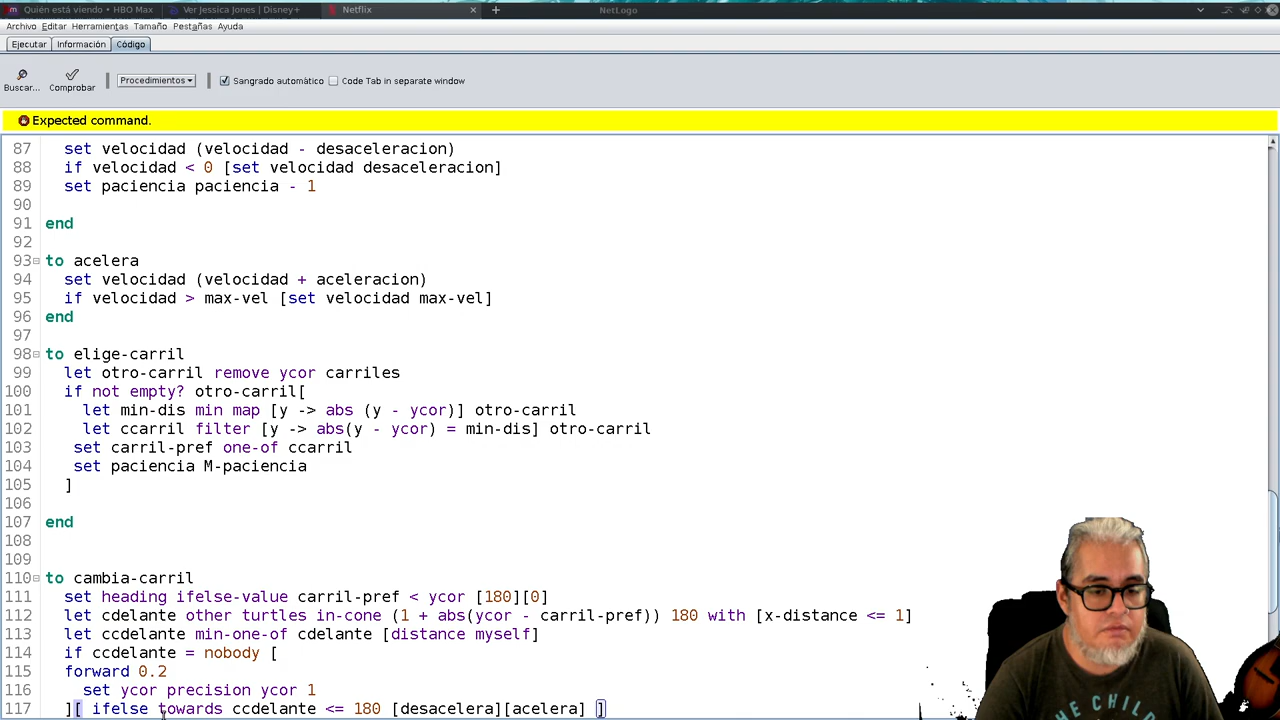 Quién está viendo • HBO Max Ver Jessica Jones | Disney+ Netflix NetLogo
Archivo Editar Herramientas Tamaño Pestañas Ayuda
Ejecutar Información Código
Procedimientos Sangrado automático Code Tab in separate window
Buscar... Comprobar
Expected command.
87 set velocidad (velocidad - desaceleracion)
88 if velocidad < 0 [set velocidad desaceleracion]
89 set paciencia paciencia - 1
90
91 end
92
93 to acelera
94 set velocidad (velocidad + aceleracion)
95 if velocidad > max-vel [set velocidad max-vel]
96 end
97
98 to elige-carril
99 let otro-carril remove ycor carriles
100 if not empty? otro-carril[
101 let min-dis min map [y -> abs (y - ycor)] otro-carril
102 let ccarril filter [y -> abs(y - ycor) = min-dis] otro-carril
103 set carril-pref one-of ccarril
104 set paciencia M-paciencia
105 ]
106
107 end
108
109
110 to cambia-carril
111 set heading ifelse-value carril-pref < ycor [180][0]
112 let cdelante other turtles in-cone (1 + abs(ycor - carril-pref)) 180 with [x-distance <= 1]
113 let ccdelante min-one-of cdelante [distance myself]
114 if ccdelante = nobody [
115 forward 0.2
116 set ycor precision ycor 1
117 ][ ifelse towards ccdelante <= 180 [desacelera][acelera] ]
THE CHILD